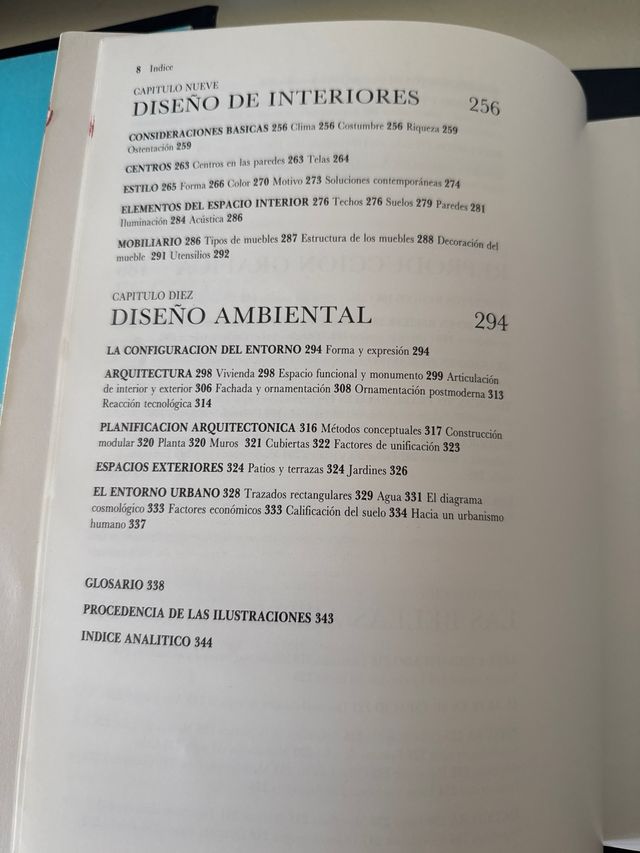 8 Indice
CAPITULO NUEVE
DISEÑO DE INTERIORES 256
CONSIDERACIONES BASICAS 256 Clima 256 Costumbre 256 Riqueza 259
Ostentación 259
CENTROS 263 Centros en las paredes 263 Telas 264
ESTILO 265 Forma 266 Color 270 Motivo 273 Soluciones contemporáneas 274
ELEMENTOS DEL ESPACIO INTERIOR 276 Techos 276 Suelos 279 Paredes 281
Iluminación 284 Acústica 286
MOBILIARIO 286 Tipos de muebles 287 Estructura de los muebles 288 Decoración del
mueble 291 Utensilios 292
CAPITULO DIEZ
DISEÑO AMBIENTAL 294
LA CONFIGURACION DEL ENTORNO 294 Forma y expresión 294
ARQUITECTURA 298 Vivienda 298 Espacio funcional y monumento 299 Articulación
de interior y exterior 306 Fachada y ornamentación 308 Ornamentación postmoderna 313
Reacción tecnológica 314
PLANIFICACION ARQUITECTONICA 316 Métodos conceptuales 317 Construcción
modular 320 Planta 320 Muros 321 Cubiertas 322 Factores de unificación 323
ESPACIOS EXTERIORES 324 Patios y terrazas 324 Jardines 326
EL ENTORNO URBANO 328 Trazados rectangulares 329 Agua 331 El diagrama
cosmológico 333 Factores económicos 333 Calificación del suelo 334 Hacia un urbanismo
humano 337
GLOSARIO 338
PROCEDENCIA DE LAS ILUSTRACIONES 343
INDICE ANALITICO 344